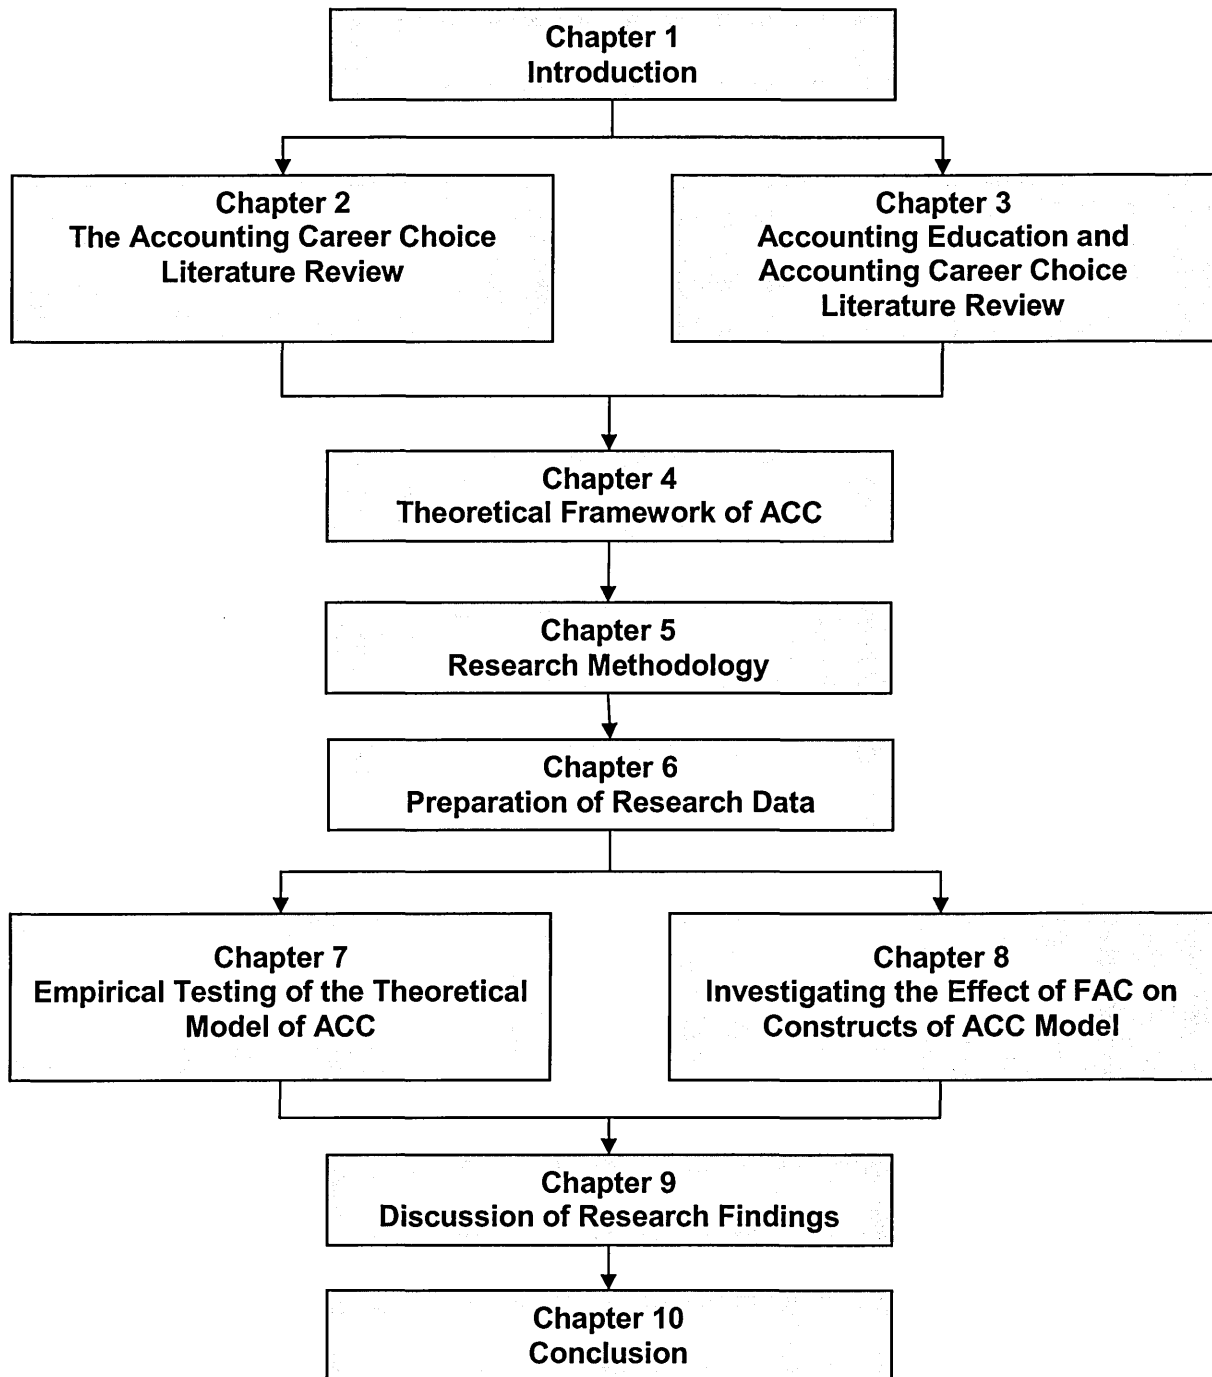 Chapter 1
Introduction
Chapter 2
The Accounting Career Choice
Literature Review
Chapter 3
Accounting Education and
Accounting Career Choice
Literature Review
Chapter 4
Theoretical Framework of ACC
Chapter 5
Research Methodology
Chapter 6
Preparation of Research Data
Chapter 7
Empirical Testing of the Theoretical
Model of ACC
Chapter 8
Investigating the Effect of FAC on
Constructs of ACC Model
Chapter 9
Discussion of Research Findings
Chapter 10
Conclusion